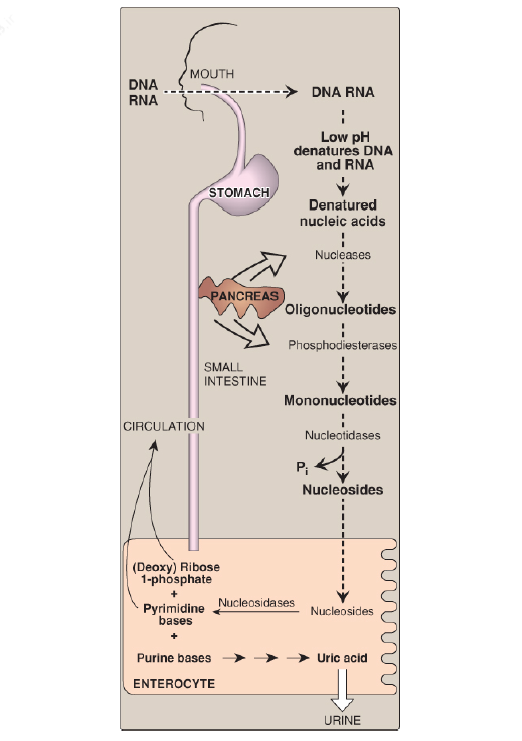 MOUTH
DNA
RNA
DNA RNA
Low pH
denatures DNA
and RNA
STOMACH
Denatured
nucleic acids
Nucleases
PANCREAS
Oligonucleotides
Phosphodiesterases
SMALL
INTESTINE
Mononucleotides
CIRCULATION
Nucleotidases
Pi
Nucleosides
(Deoxy) Ribose
1-phosphate
+
Pyrimidine
bases
+
Nucleosidases
Nucleosides
Purine bases
Uric acid
ENTEROCYTE
URINE